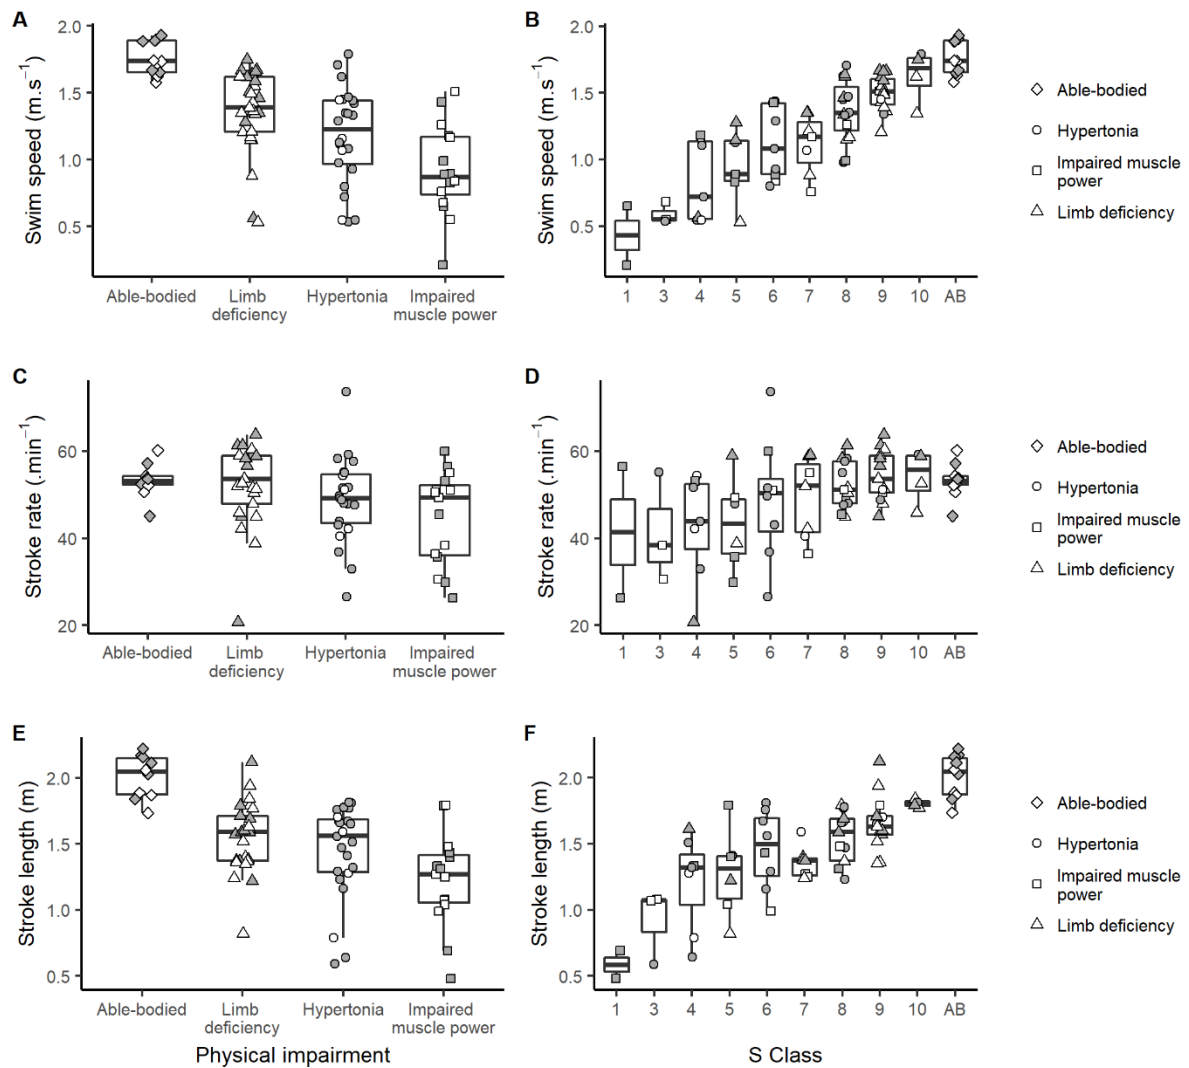 A
Swim speed (m.s⁻¹)
2.0
1.5
1.0
0.5
Able-bodied
Limb
deficiency
Hypertonia
Impaired
muscle power
B
Swim speed (m.s⁻¹)
2.0
1.5
1.0
0.5
1 3 4 5 6 7 8 9 10 AB
Able-bodied
Hypertonia
Impaired muscle
power
Limb deficiency
C
Stroke rate (.min⁻¹)
60
40
20
Able-bodied
Limb
deficiency
Hypertonia
Impaired
muscle power
D
Stroke rate (.min⁻¹)
60
40
20
1 3 4 5 6 7 8 9 10 AB
Able-bodied
Hypertonia
Impaired muscle
power
Limb deficiency
E
Stroke length (m)
2.0
1.5
1.0
0.5
Able-bodied
Limb
deficiency
Hypertonia
Impaired
muscle power
Physical impairment
F
Stroke length (m)
2.0
1.5
1.0
0.5
1 3 4 5 6 7 8 9 10 AB
S Class
Able-bodied
Hypertonia
Impaired muscle
power
Limb deficiency